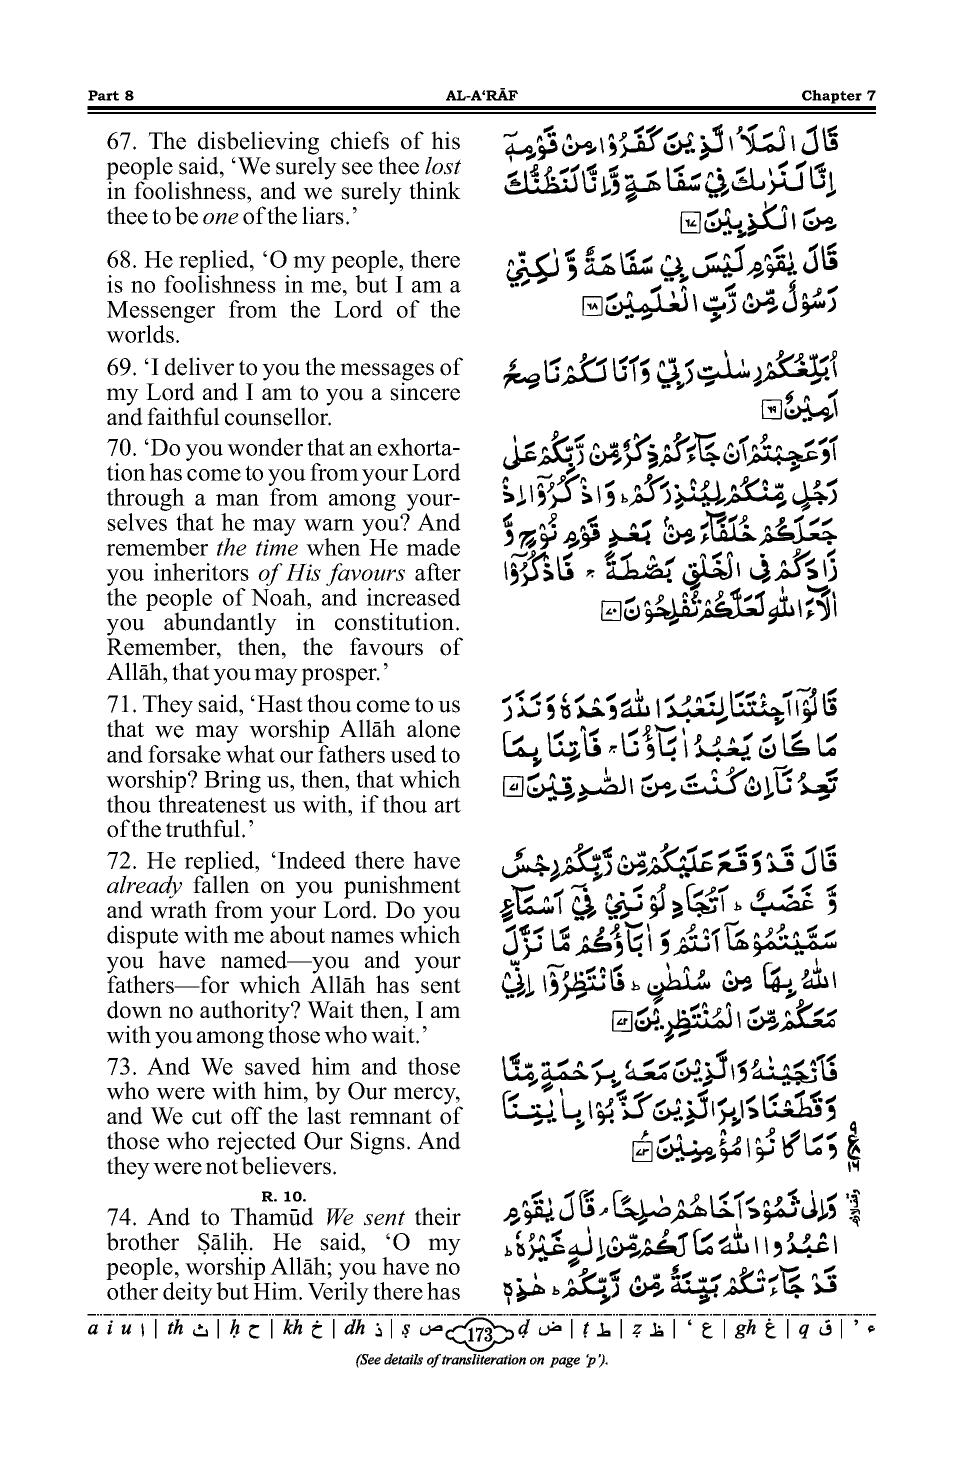 Part 8 AL-A‘RĀF Chapter 7
67. The disbelieving chiefs of his
people said, ‘We surely see thee lost
in foolishness, and we surely think
thee to be one of the liars.’
68. He replied, ‘O my people, there
is no foolishness in me, but I am a
Messenger from the Lord of the
worlds.
69. ‘I deliver to you the messages of
my Lord and I am to you a sincere
and faithful counsellor.
70. ‘Do you wonder that an exhorta-
tion has come to you from your Lord
through a man from among your-
selves that he may warn you? And
remember the time when He made
you inheritors of His favours after
the people of Noah, and increased
you abundantly in constitution.
Remember, then, the favours of
Allāh, that you may prosper.’
71. They said, ‘Hast thou come to us
that we may worship Allāh alone
and forsake what our fathers used to
worship? Bring us, then, that which
thou threatenest us with, if thou art
of the truthful.’
72. He replied, ‘Indeed there have
already fallen on you punishment
and wrath from your Lord. Do you
dispute with me about names which
you have named—you and your
fathers—for which Allāh has sent
down no authority? Wait then, I am
with you among those who wait.’
73. And We saved him and those
who were with him, by Our mercy,
and We cut off the last remnant of
those who rejected Our Signs. And
they were not believers.
R. 10.
74. And to Thamūd We sent their
brother Ṣāliḥ. He said, ‘O my
people, worship Allāh; you have no
other deity but Him. Verily there has
قَالَ الْمَلَاُ الَّذِيْنَ كَفَرُوْا مِنْ قَوْمِهٖٓ
اِنَّا لَنَرٰىكَ فِيْ سَفَاهَةٍ وَّاِنَّا لَنَظُنُّكَ
مِنَ الْكٰذِبِيْنَ ۶۷
قَالَ يٰقَوْمِ لَيْسَ بِيْ سَفَاهَةٌ وَّلٰكِنِّيْ
رَسُوْلٌ مِّنْ رَّبِّ الْعٰلَمِيْنَ ۶۸
اُبَلِّغُكُمْ رِسٰلٰتِ رَبِّيْ وَاَنَا لَكُمْ نَاصِحٌ
اَمِيْنٌ ۶۹
اَوَعَجِبْتُمْ اَنْ جَآءَكُمْ ذِكْرٌ مِّنْ رَّبِّكُمْ عَلٰى
رَجُلٍ مِّنْكُمْ لِيُنْذِرَكُمْ ؕ وَاذْكُرُوْٓا اِذْ
جَعَلَكُمْ خُلَفَآءَ مِنْۢ بَعْدِ قَوْمِ نُوْحٍ وَّ
زَادَكُمْ فِى الْخَلْقِ بَصْۜطَةً ۚ فَاذْكُرُوْٓا
اٰلَآءَ اللّٰهِ لَعَلَّكُمْ تُفْلِحُوْنَ ۷۰
قَالُوْٓا اَجِئْتَنَا لِنَعْبُدَ اللّٰهَ وَحْدَهٗ وَنَذَرَ
مَا كَانَ يَعْبُدُ اٰبَآؤُنَا ۚ فَاْتِنَا بِمَا
تَعِدُنَآ اِنْ كُنْتَ مِنَ الصّٰدِقِيْنَ ۷۱
قَالَ قَدْ وَقَعَ عَلَيْكُمْ مِّنْ رَّبِّكُمْ رِجْسٌ
وَّ غَضَبٌ ؕ اَتُجَادِلُوْنَنِيْ فِيْٓ اَسْمَآءٍ
سَمَّيْتُمُوْهَآ اَنْتُمْ وَ اٰبَآؤُكُمْ مَّا نَزَّلَ
اللّٰهُ بِهَا مِنْ سُلْطٰنٍ ؕ فَانْتَظِرُوْٓا اِنِّيْ
مَعَكُمْ مِّنَ الْمُنْتَظِرِيْنَ ۷۲
فَاَنْجَيْنٰهُ وَالَّذِيْنَ مَعَهٗ بِرَحْمَةٍ مِّنَّا
وَقَطَعْنَا دَابِرَ الَّذِيْنَ كَذَّبُوْا بِاٰيٰتِنَا
وَمَا كَانُوْا مُؤْمِنِيْنَ ۷۳
وَاِلٰى ثَمُوْدَ اَخَاهُمْ صٰلِحًا ۘ قَالَ يٰقَوْمِ
اعْبُدُوا اللّٰهَ مَا لَكُمْ مِّنْ اِلٰهٍ غَيْرُهٗ ؕ
قَدْ جَآءَتْكُمْ بَيِّنَةٌ مِّنْ رَّبِّكُمْ ؕ هٰذِهٖ
a i u ا | th ث | ḥ ح | kh خ | dh ذ | ṣ ص 173 ḍ ض | ṭ ط | ẓ ظ | ‘ ع | gh غ | q ق | ’ ء
(See details of transliteration on page ‘p’).